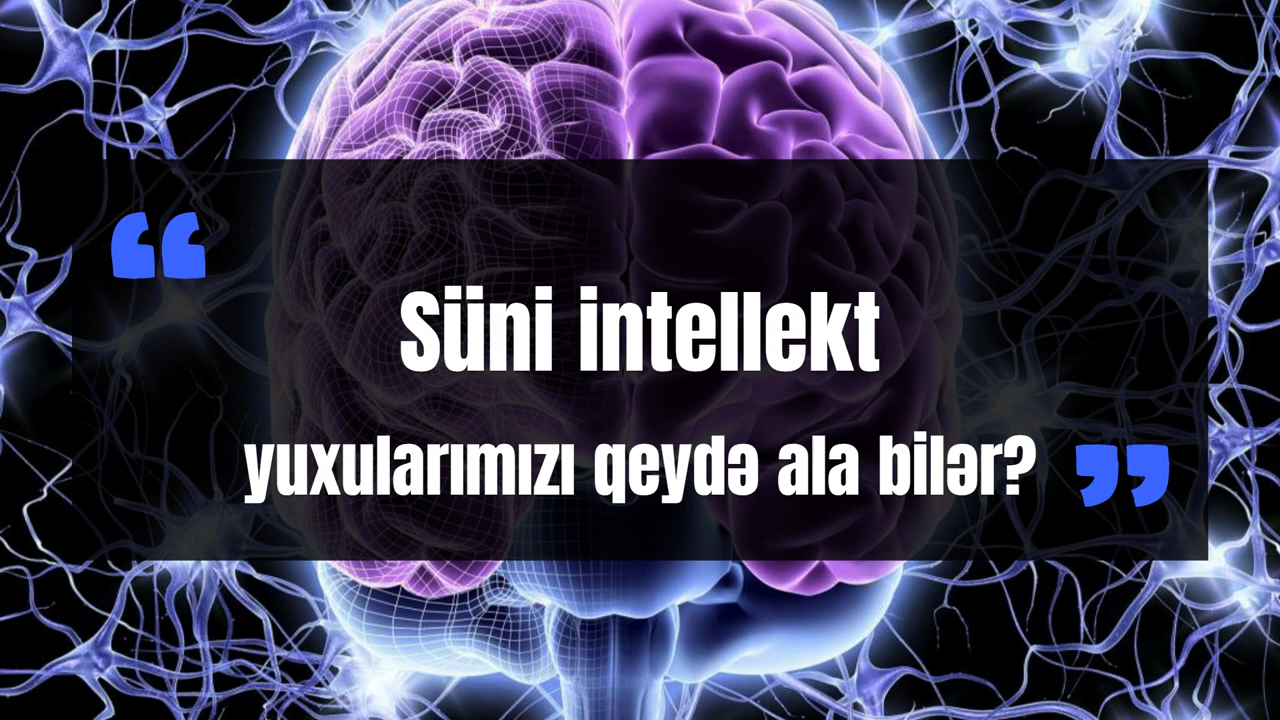 “
Süni intellekt
yuxularımızı qeydə ala bilər? ”